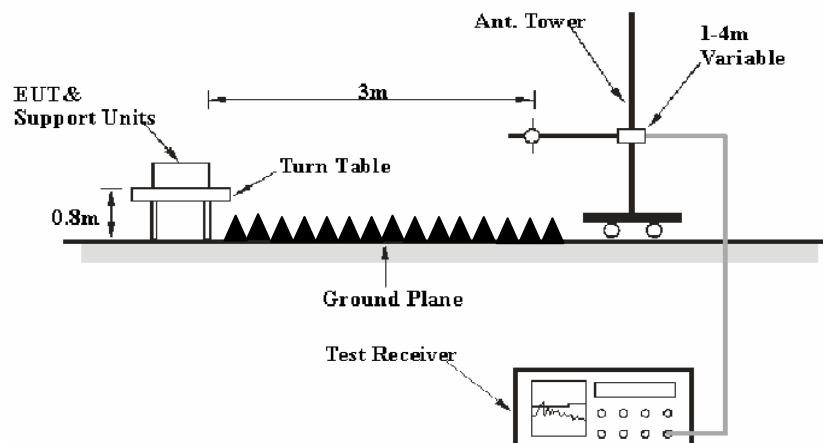 Ant. Tower
1-4m
Variable
3m
EUT&
Support Units
Turn Table
0.8m
Ground Plane
Test Receiver